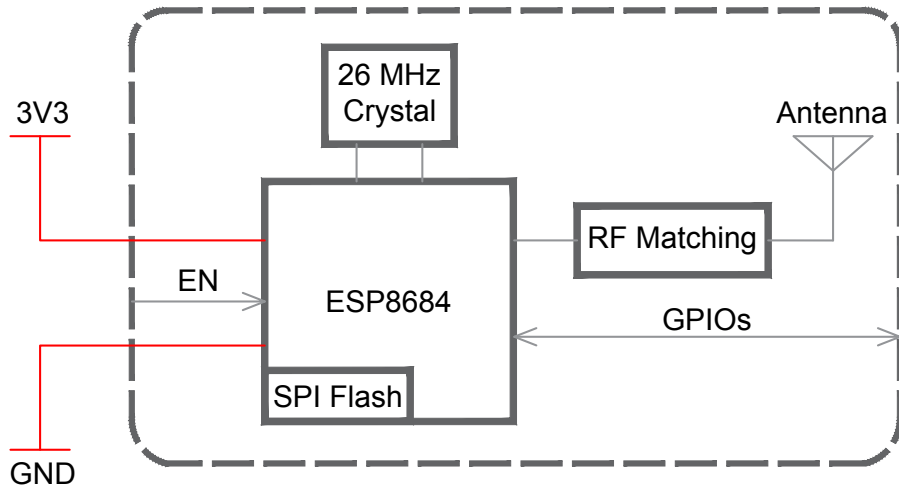 26 MHz
Crystal
3V3
Antenna
RF Matching
EN
ESP8684
GPIOs
SPI Flash
GND